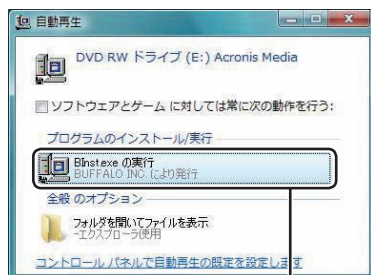 自動再生
DVD RW ドライブ (E:) Acronis Media
ソフトウェアとゲーム に対しては常に次の動作を行う:
プログラムのインストール/実行
BInst.exe の実行
BUFFALO INC. により発行
全般 のオプション
フォルダを開いてファイルを表示
-エクスプローラ使用
コントロール パネルで自動再生の既定を設定します